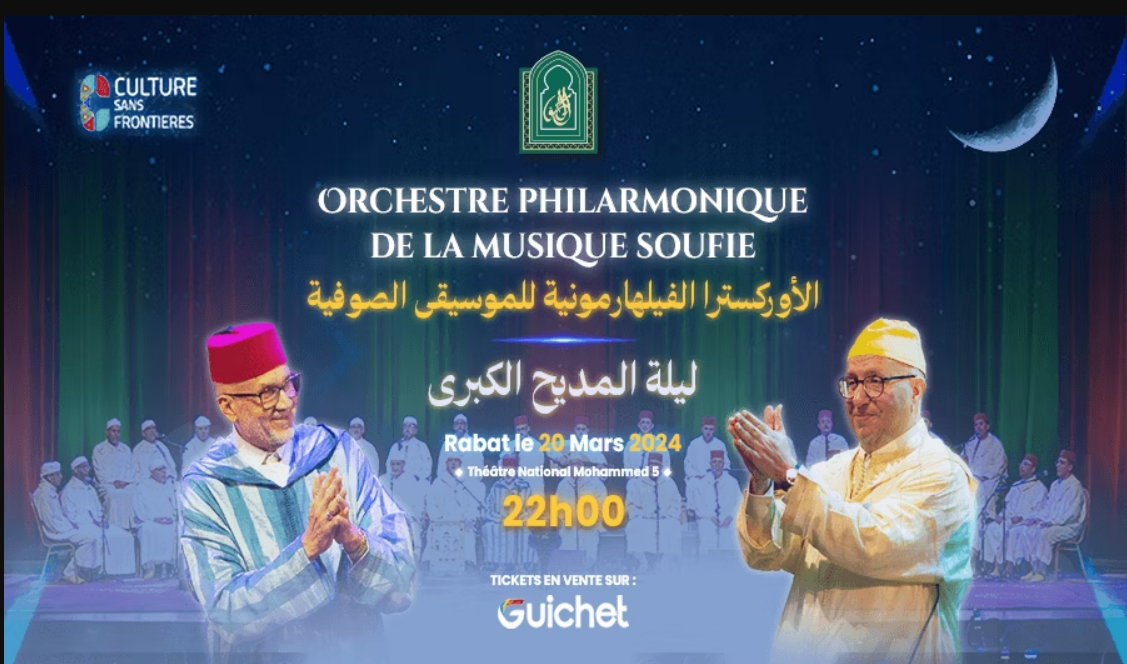 CULTURE
SANS
FRONTIERES
ORCHESTRE PHILARMONIQUE
DE LA MUSIQUE SOUFIE
الأوركسترا الفيلهارمونية للموسيقى الصوفية
ليلة المديح الكبرى
Rabat le 20 Mars 2024
Théâtre National Mohammed 5
22h00
TICKETS EN VENTE SUR :
Guichet